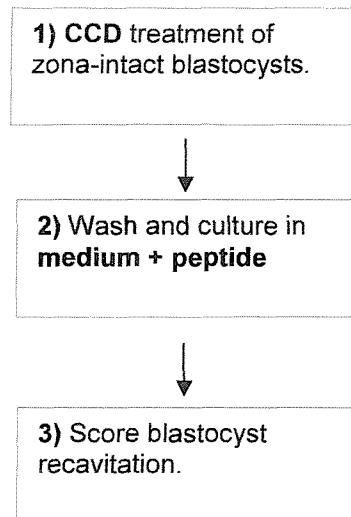 1) CCD treatment of
zona-intact blastocysts.
2) Wash and culture in
medium + peptide
3) Score blastocyst
recavitation.